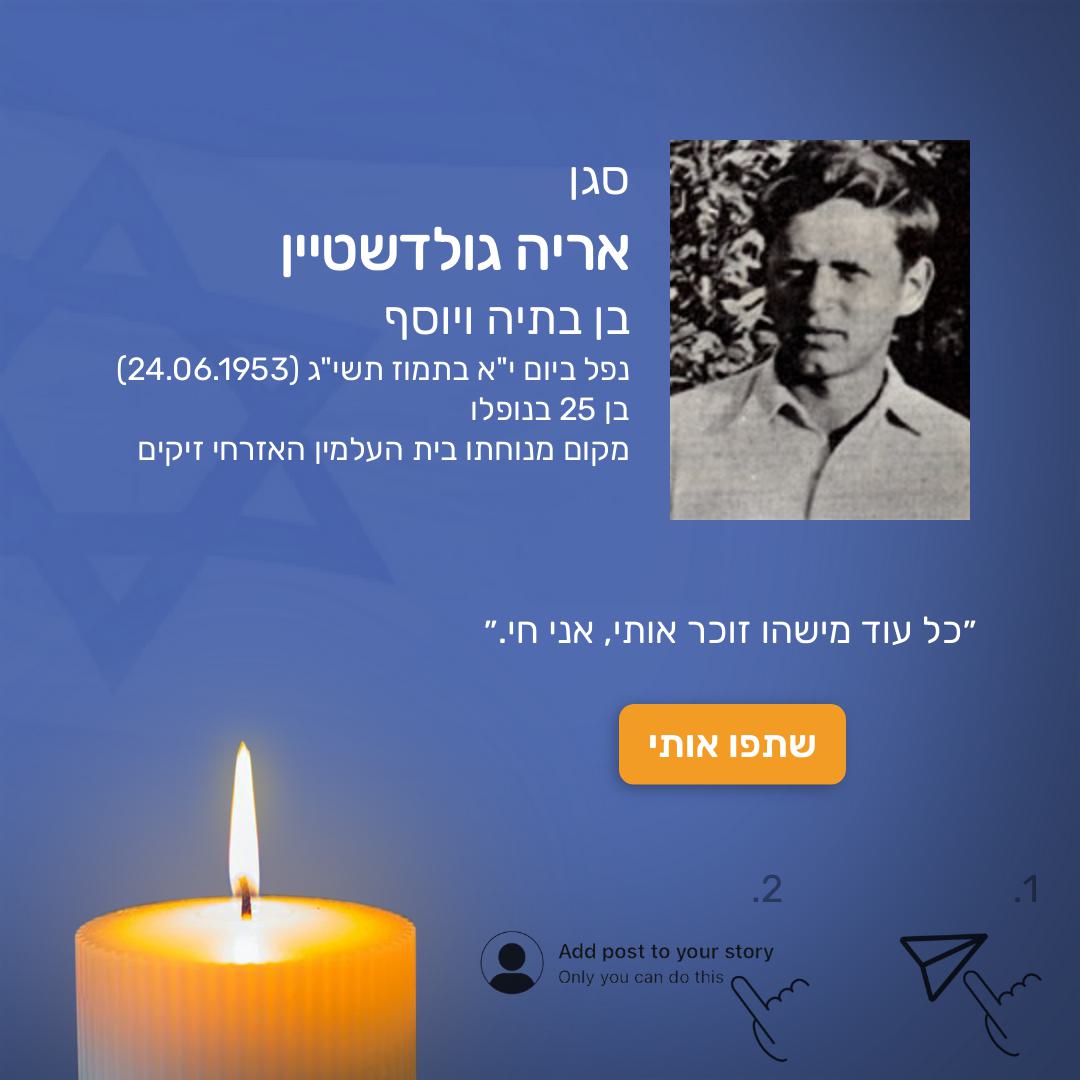 סגן
אריה גולדשטיין
בן בתיה ויוסף
נפל ביום י"א בתמוז תשי"ג (24.06.1953)
בן 25 בנופלו
מקום מנוחתו בית העלמין האזרחי זיקים
״כל עוד מישהו זוכר אותי, אני חי.״
שתפו אותי
1.
2.
Add post to your story
Only you can do this